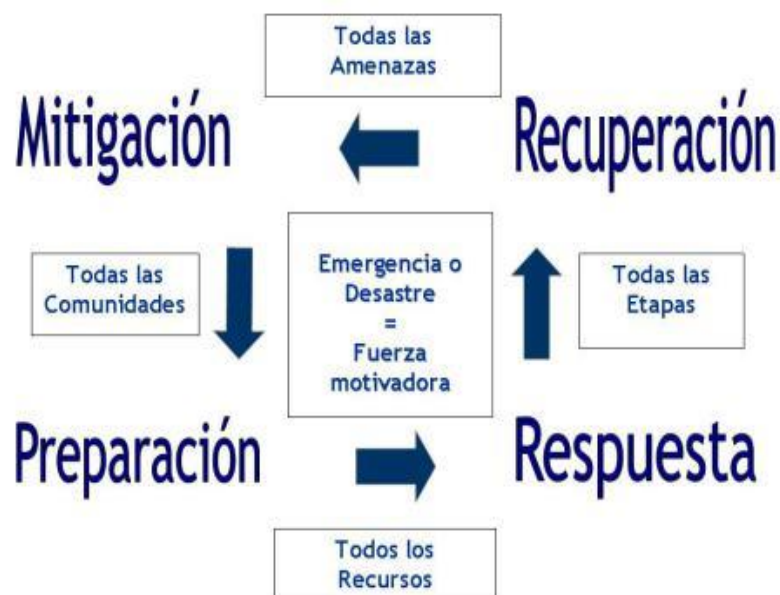 Todas las
Amenazas
Mitigación
Recuperación
Todas las
Comunidades
Emergencia o
Desastre
=
Fuerza
motivadora
Todas las
Etapas
Preparación
Respuesta
Todos los
Recursos